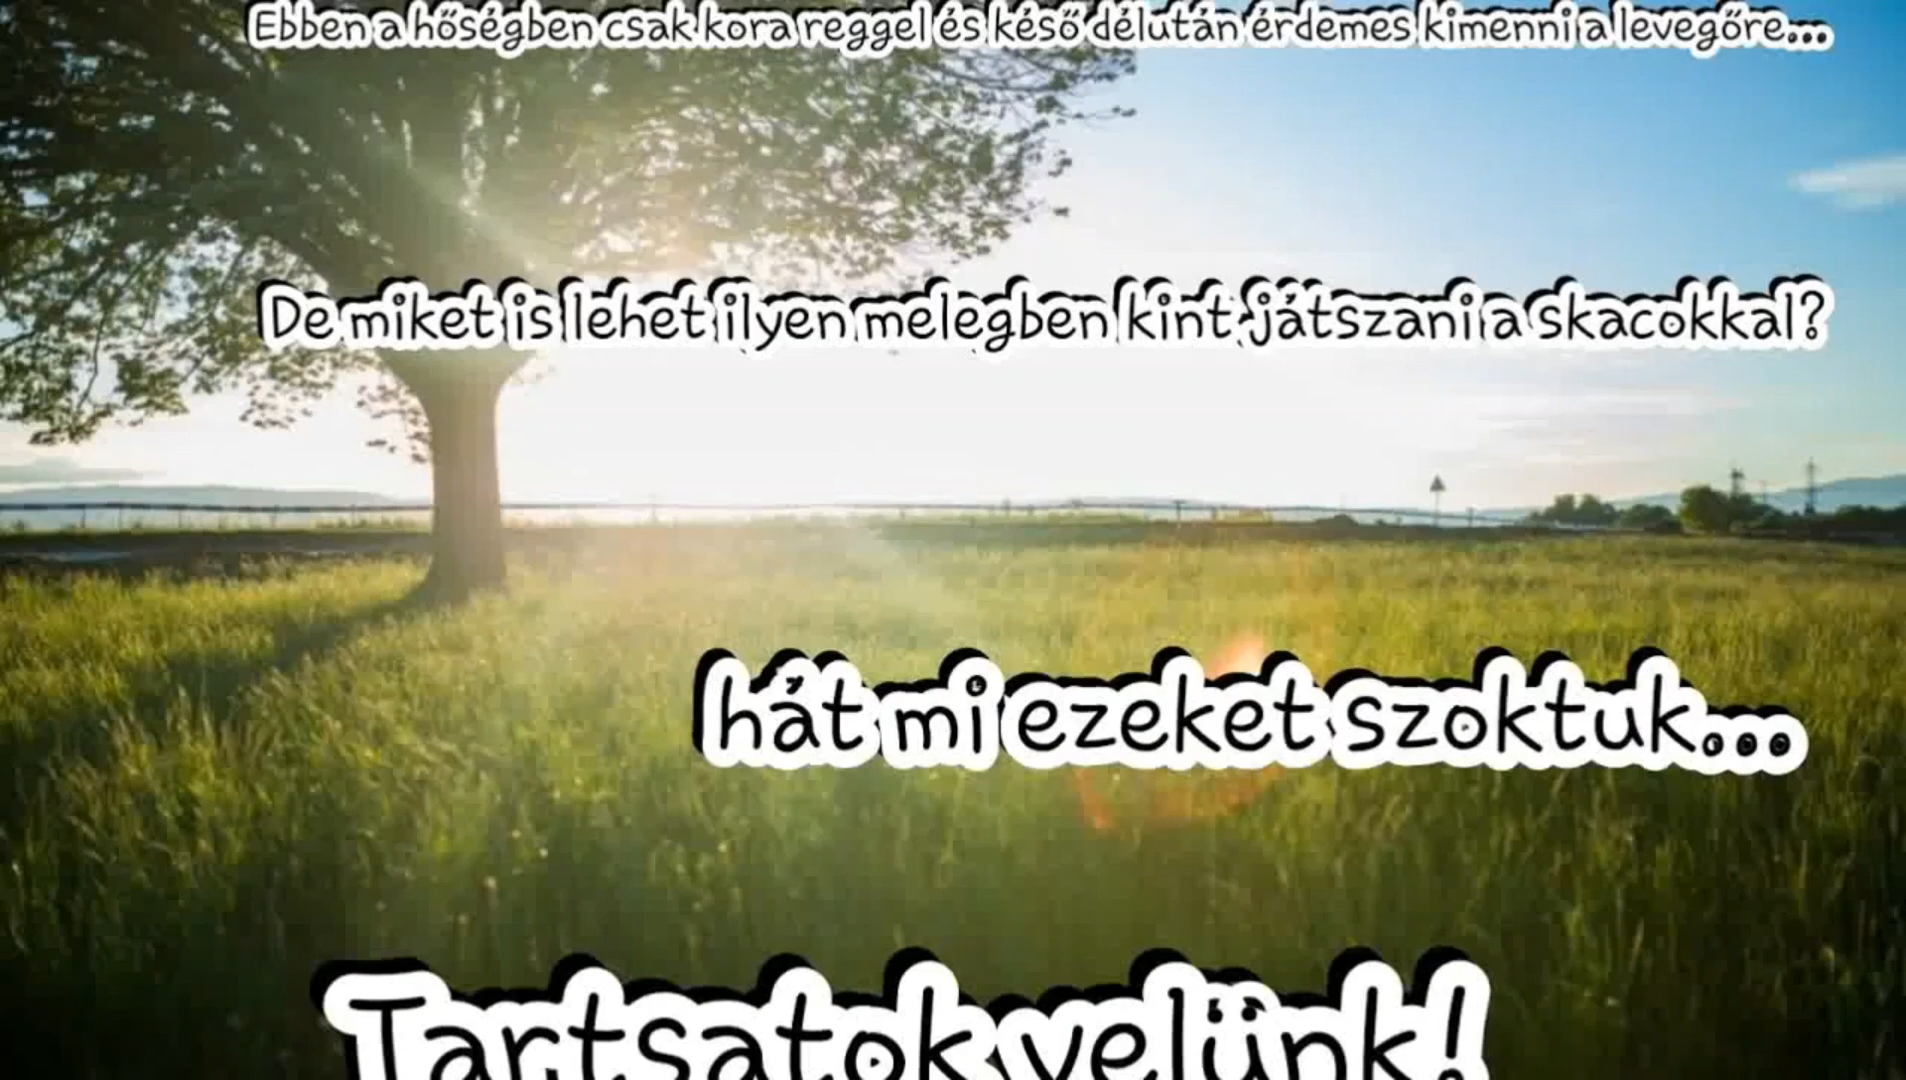 Ebben a hőségben csak kora reggel és késő délután érdemes kimenni a levegőre...
De miket is lehet ilyen melegben kint játszani a skacokkal?
hát mi ezeket szoktuk...
Tartsatok velünk!